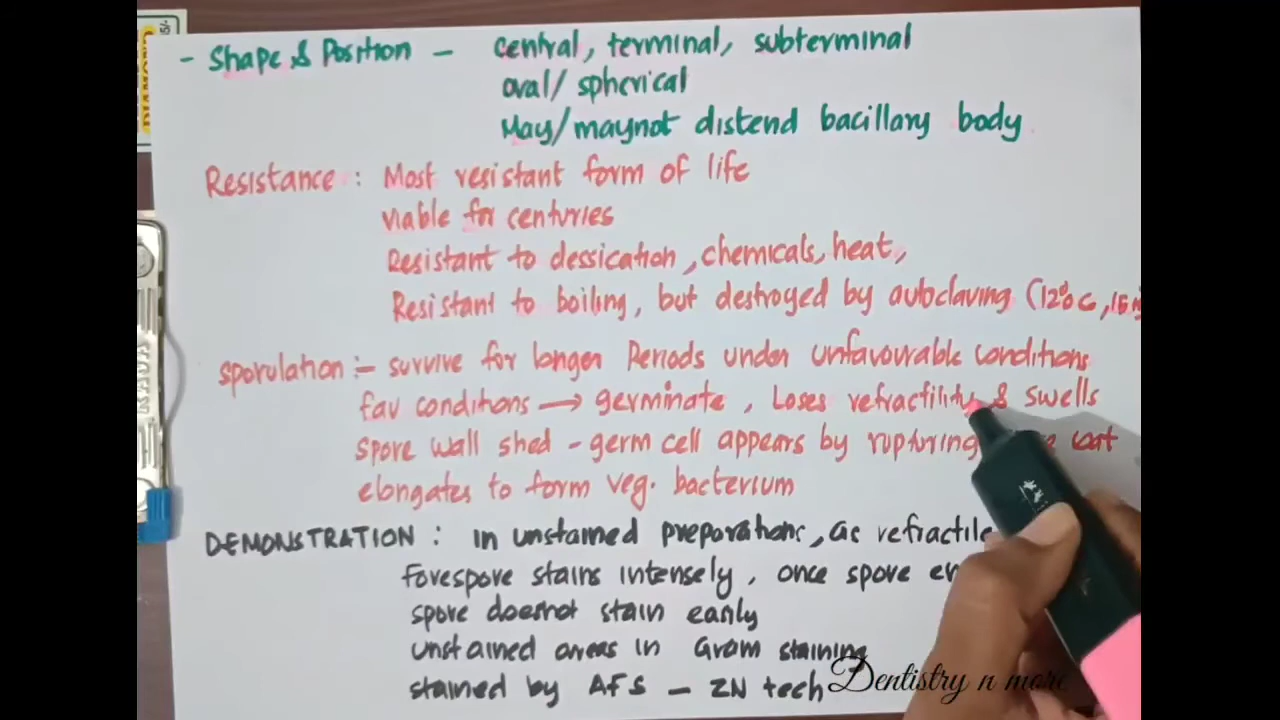 - Shape & Position - central, terminal, subterminal
oval/ spherical
May/maynot distend bacillary body
Resistance : Most resistant form of life
viable for centuries
Resistant to dessication, chemicals, heat,
Resistant to boiling, but destroyed by autoclaving (120°C, 15
Sporulation :- survive for longer Periods under unfavourable conditions
fav conditions → germinate, Loses refractility & swells
spore wall shed - germ cell appears by rupturing coat
elongates to form veg. bacterium
DEMONSTRATION : In unstained preparations, as refractile
Forespore stains intensely, once spore
spore doesnot stain easily
unstained areas in Gram staining
stained by AFS - ZN tech
Dentistry n more
DIAMOND